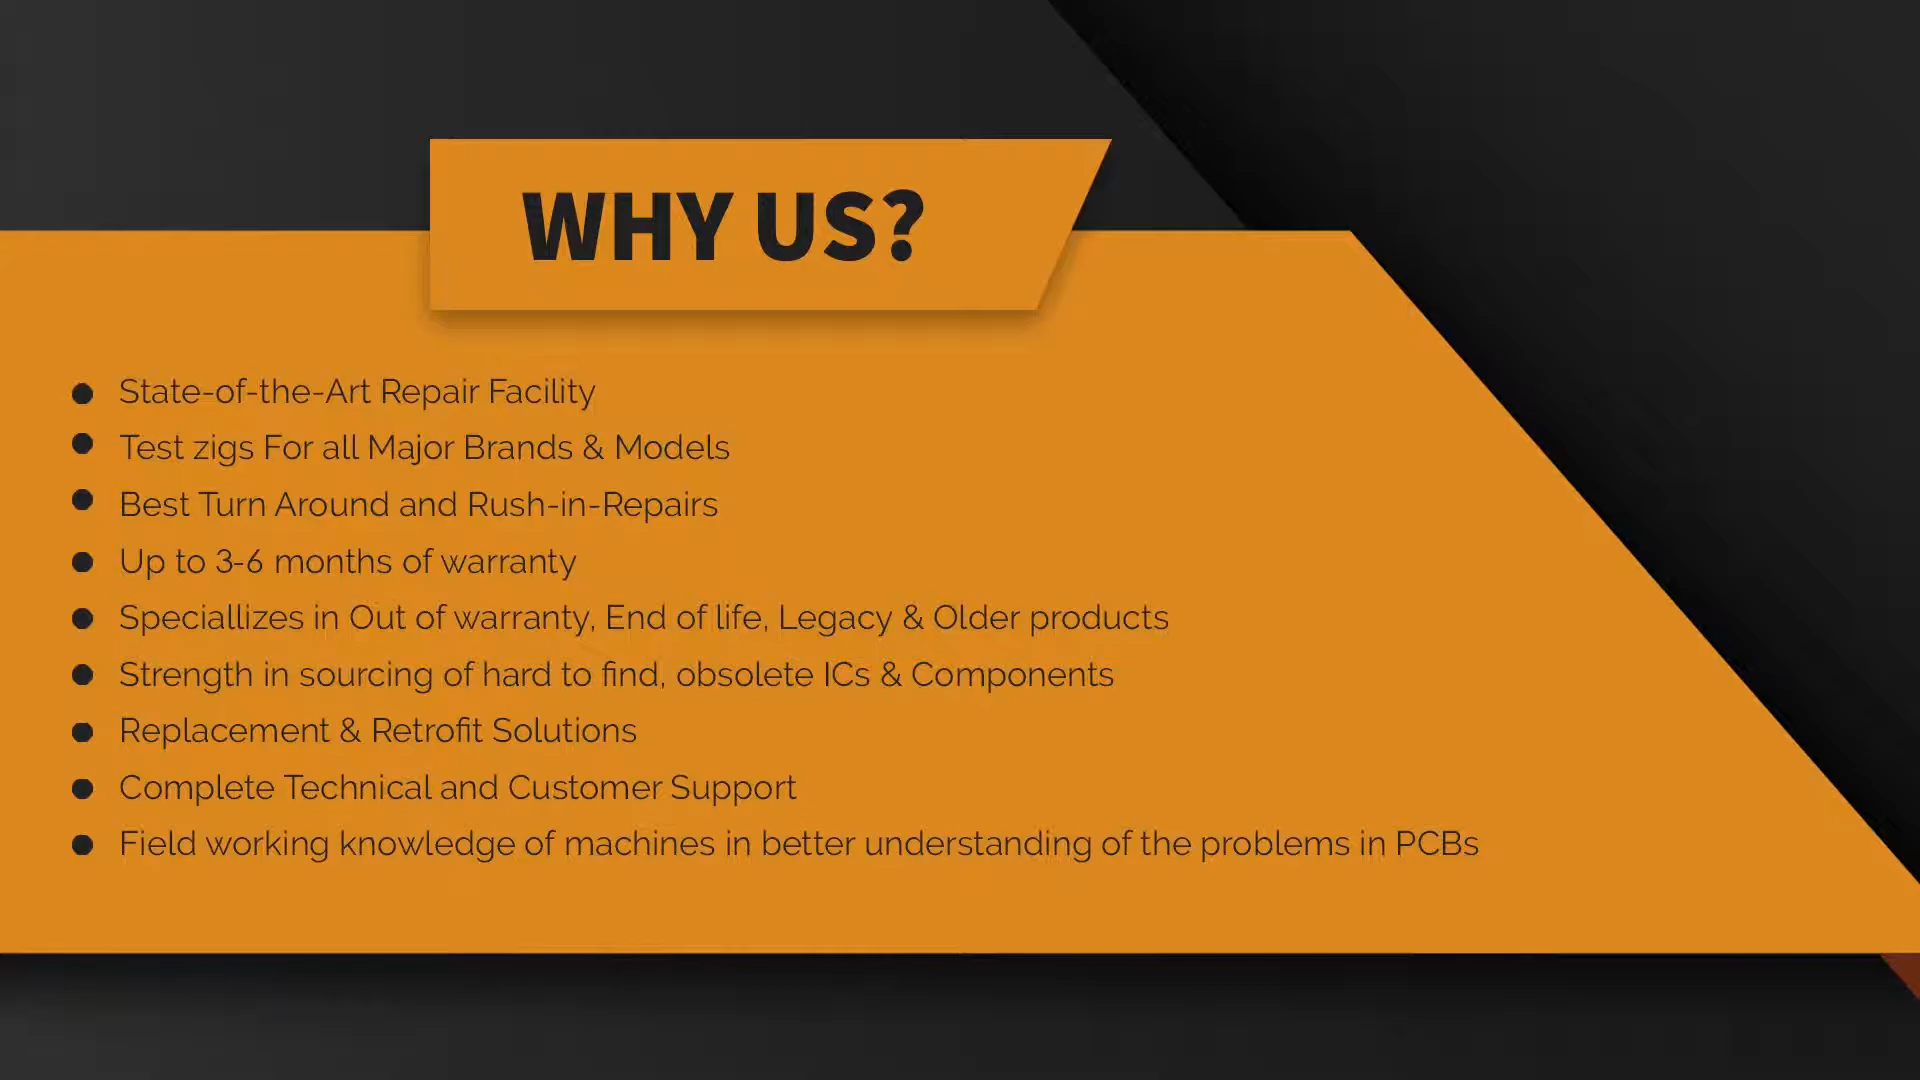 WHY US?
State-of-the-Art Repair Facility
Test zigs For all Major Brands & Models
Best Turn Around and Rush-in-Repairs
Up to 3-6 months of warranty
Speciallizes in Out of warranty, End of life, Legacy & Older products
Strength in sourcing of hard to find, obsolete ICs & Components
Replacement & Retrofit Solutions
Complete Technical and Customer Support
Field working knowledge of machines in better understanding of the problems in PCBs